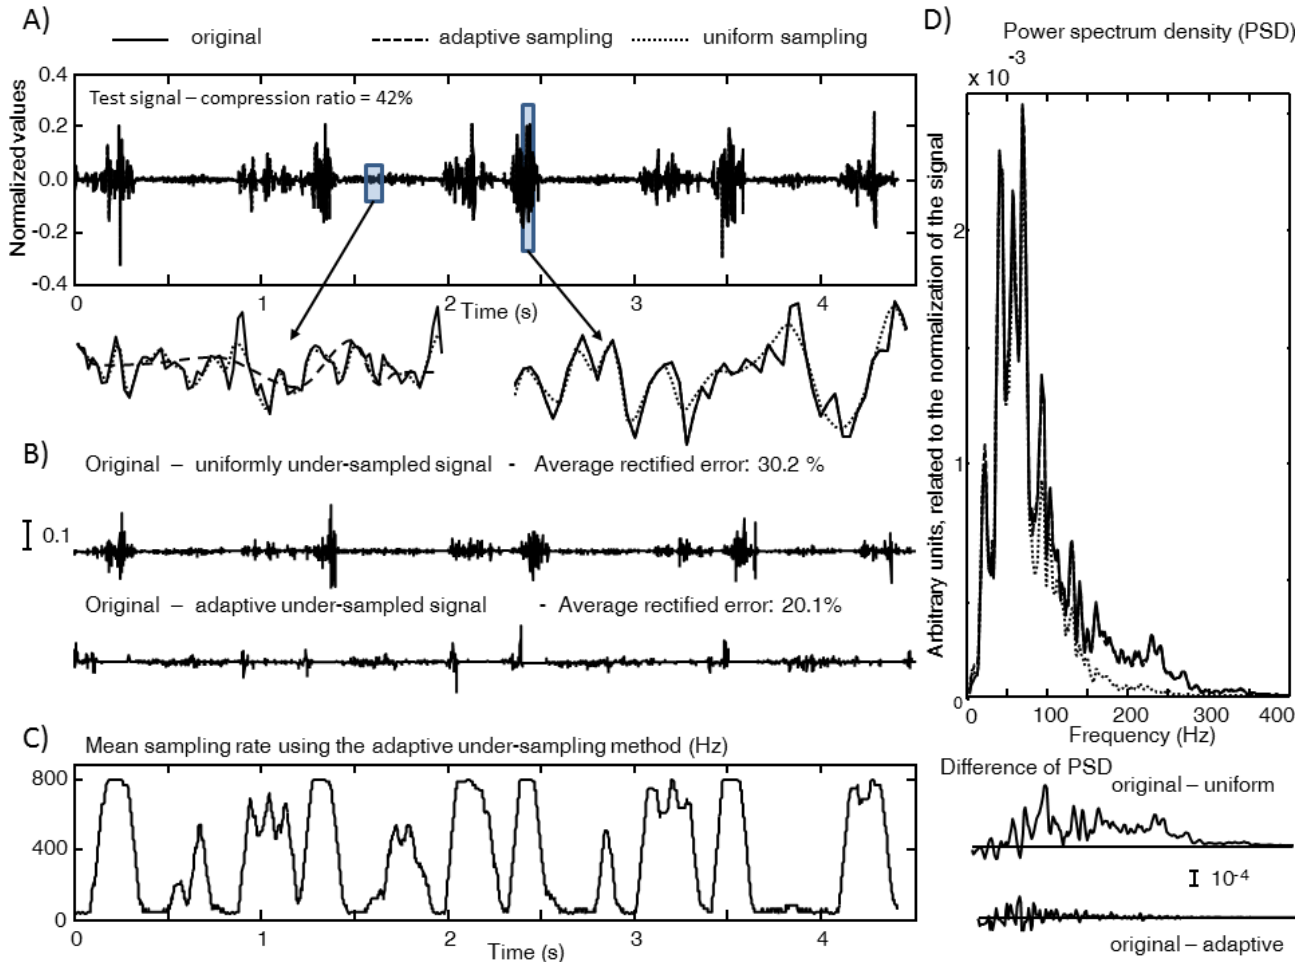 A)
original adaptive sampling uniform sampling
Normalized values
Test signal – compression ratio = 42%
0.4
0.2
0.0
-0.2
-0.4
0 1 2 3 4
Time (s)
B)
Original – uniformly under-sampled signal - Average rectified error: 30.2 %
0.1
Original – adaptive under-sampled signal - Average rectified error: 20.1%
C)
Mean sampling rate using the adaptive under-sampling method (Hz)
800
400
0
0 1 2 3 4
Time (s)
D)
Power spectrum density (PSD)
x 10-3
Arbitrary units, related to the normalization of the signal
2
1
0
0 100 200 300 400
Frequency (Hz)
Difference of PSD
original – uniform
10-4
original – adaptive